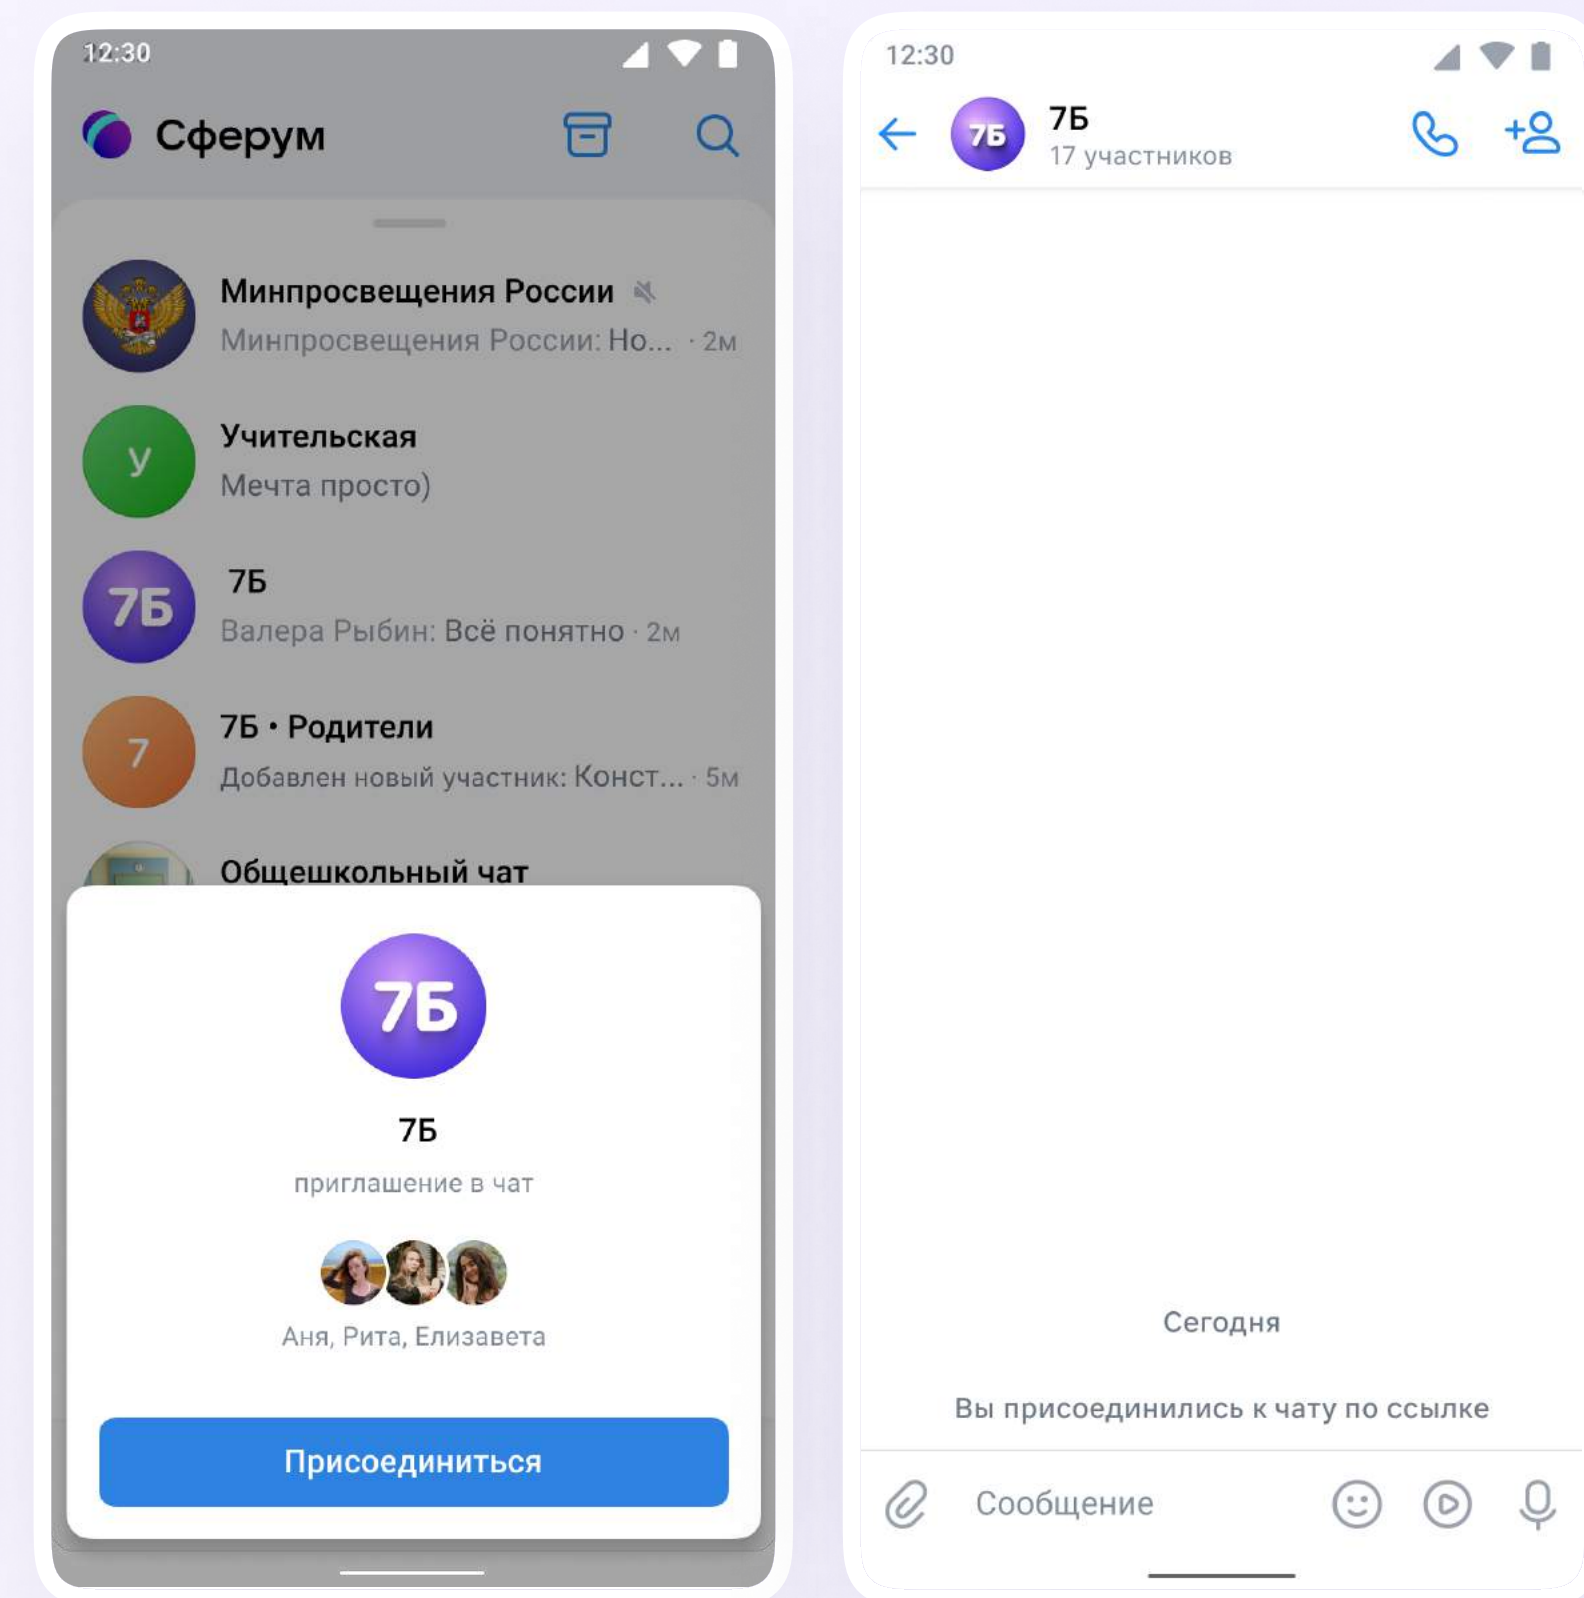 12:30
Сферум
Минпросвещения России
Минпросвещения России: Но... · 2м
У
Учительская
Мечта просто)
7Б
7Б
Валера Рыбин: Всё понятно · 2м
7
7Б • Родители
Добавлен новый участник: Конст... · 5м
Общешкольный чат
7Б
7Б
приглашение в чат
Аня, Рита, Елизавета
Присоединиться
12:30
7Б
7Б
17 участников
Сегодня
Вы присоединились к чату по ссылке
Сообщение